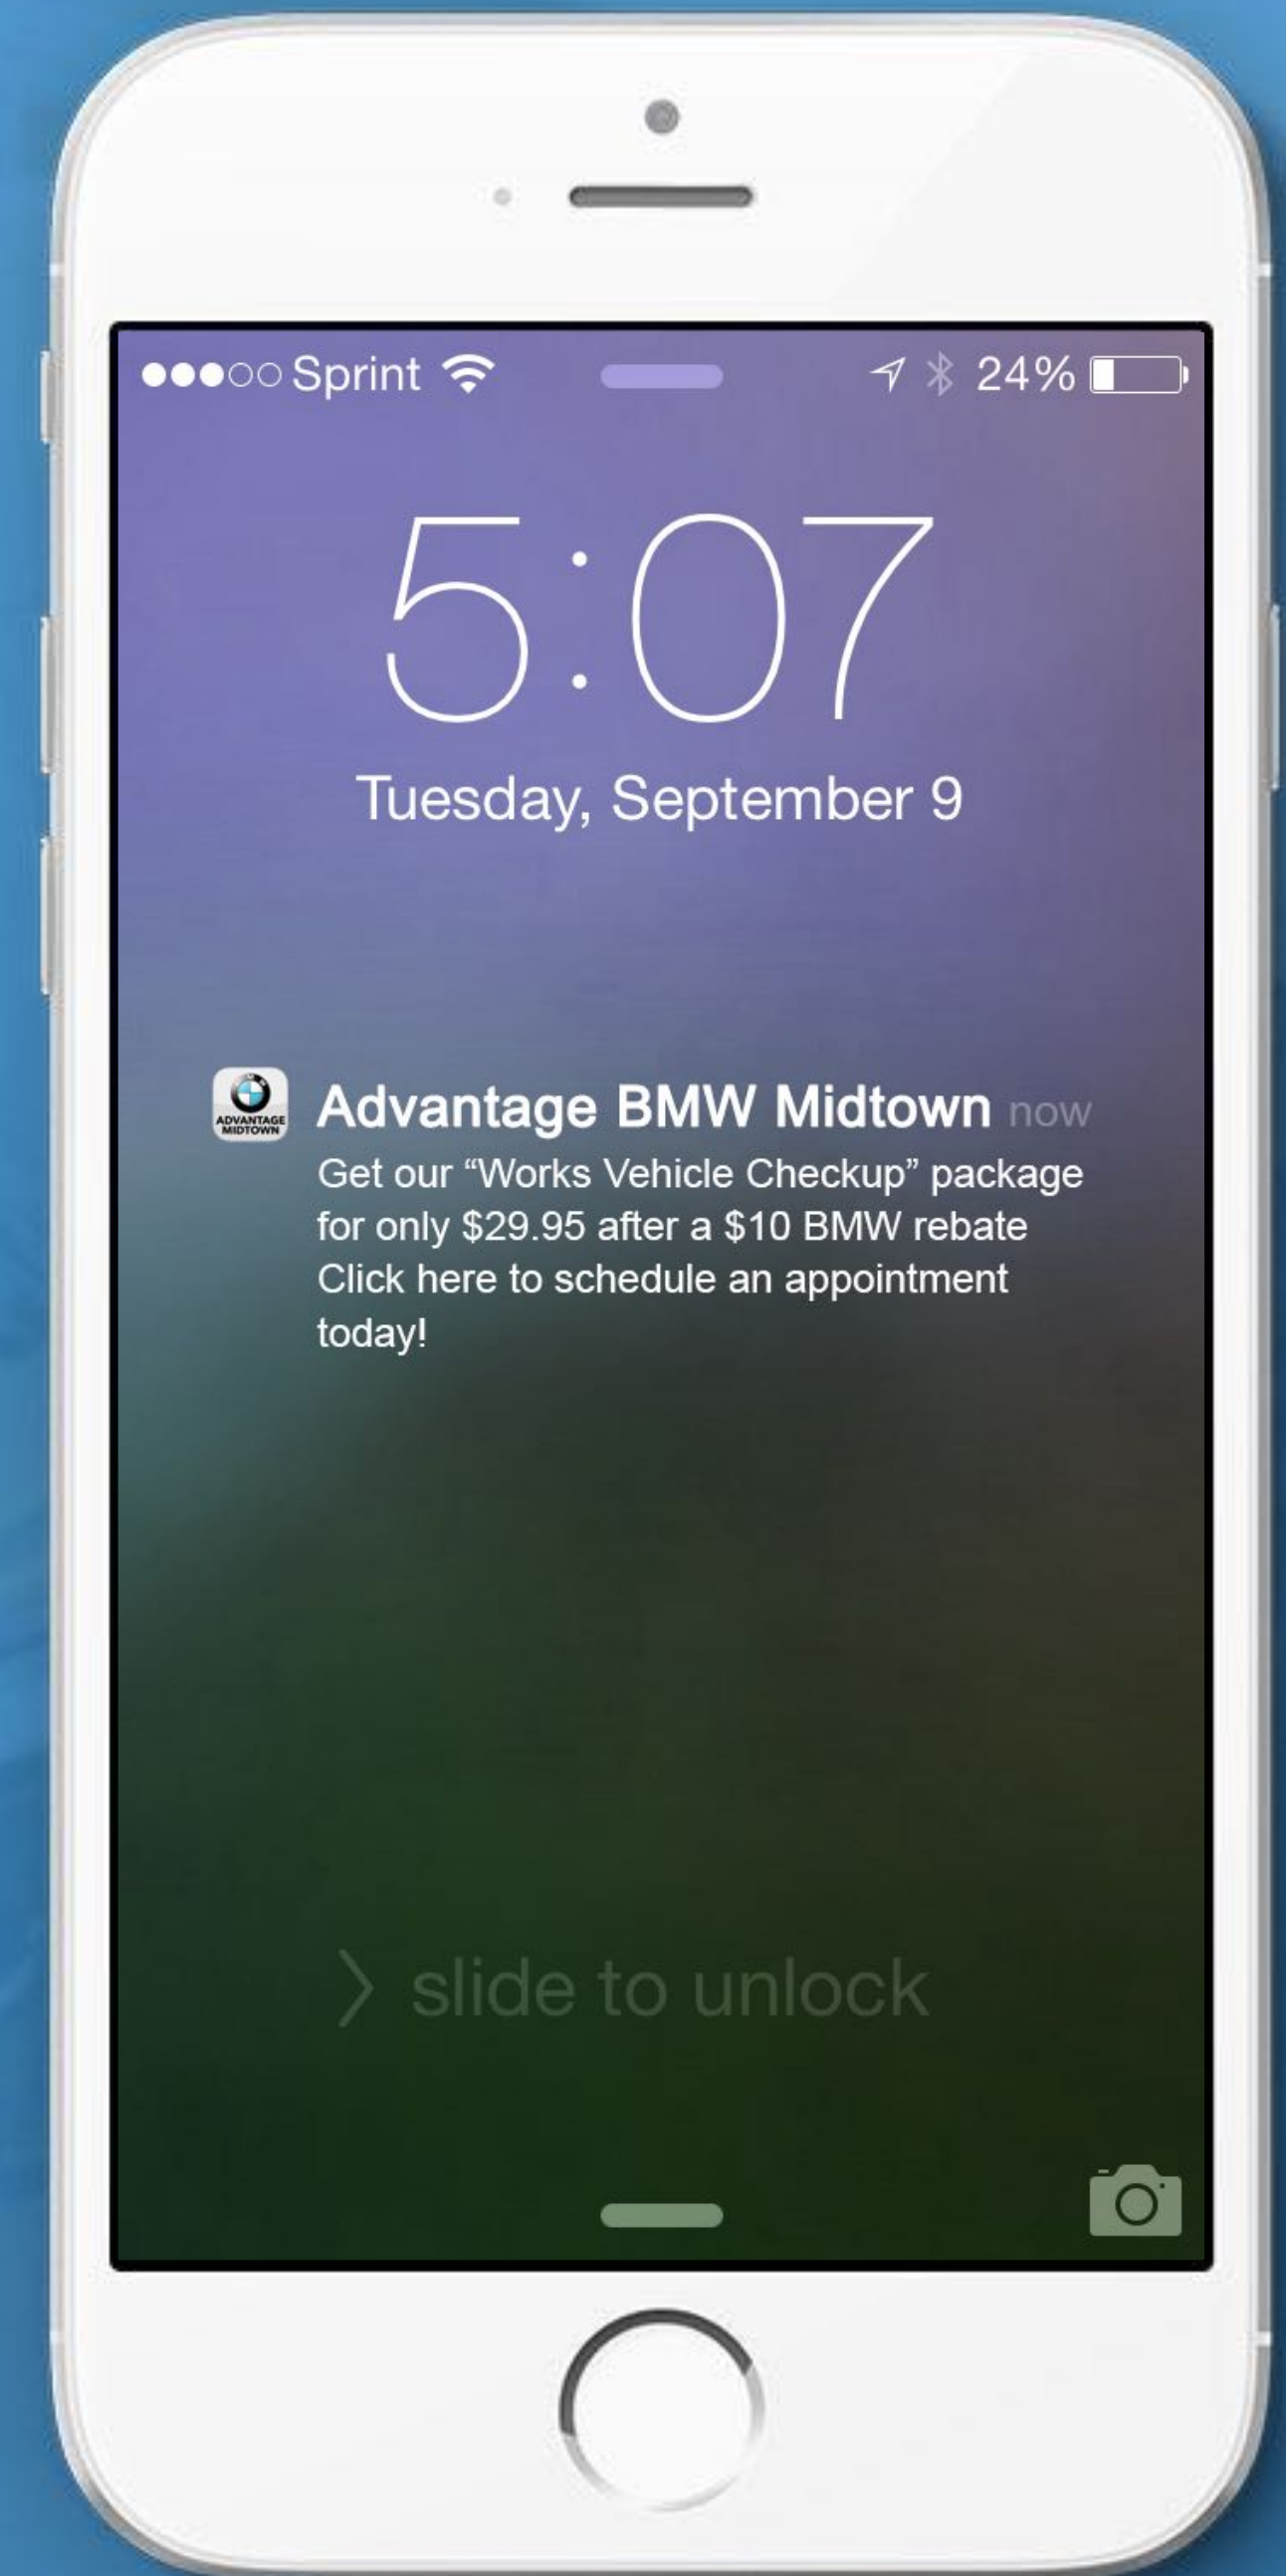 Sprint 24%
5:07
Tuesday, September 9
Advantage BMW Midtown now
ADVANTAGE
MIDTOWN
Get our “Works Vehicle Checkup” package
for only $29.95 after a $10 BMW rebate
Click here to schedule an appointment
today!
slide to unlock